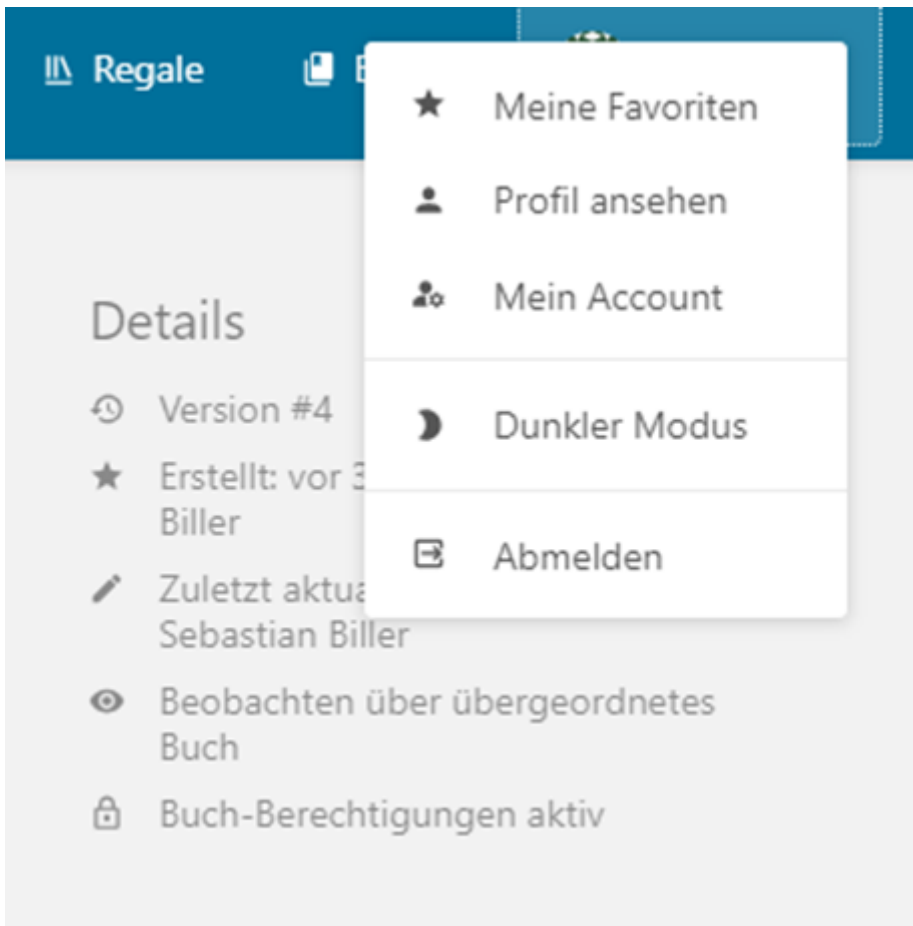 Regale
Meine Favoriten
Profil ansehen
Mein Account
Dunkler Modus
Abmelden
Details
Version #4
Erstellt: vor
Biller
Zuletzt
Sebastian Biller
Beobachten über übergeordnetes
Buch
Buch-Berechtigungen aktiv